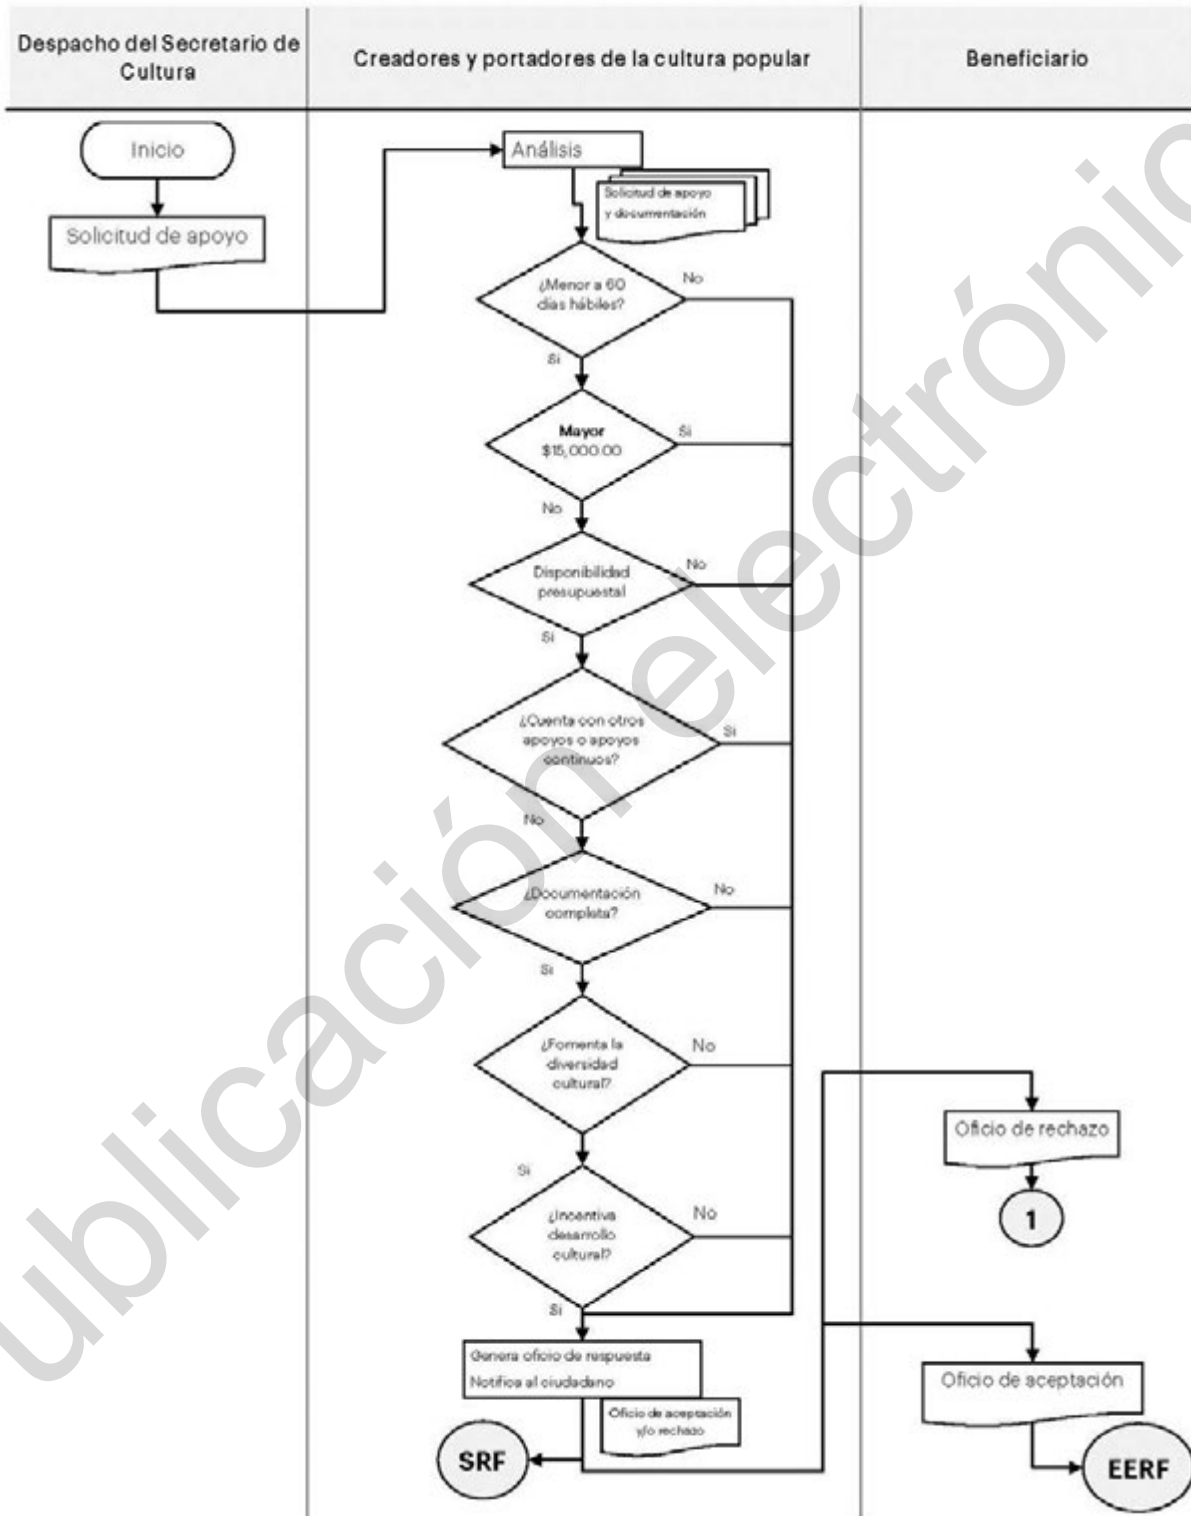 Despacho del Secretario de
Cultura
Creadores y portadores de la cultura popular
Beneficiario
Inicio
Solicitud de apoyo
Análisis
Solicitud de apoyo
y documentación
¿Menor a 60
días hábiles?
No
Si
Mayor
$15,000.00
Si
No
Disponibilidad
presupuestal
No
Si
¿Cuenta con otros
apoyos o apoyos
continuos?
Si
No
¿Documentación
completa?
No
Si
¿Fomenta la
diversidad
cultural?
No
Si
¿Incentiva
desarrollo
cultural?
No
Si
Genera oficio de respuesta
Notifica al ciudadano
Oficio de aceptación
y/o rechazo
SRF
Oficio de rechazo
1
Oficio de aceptación
EERF
ublicación electrónic